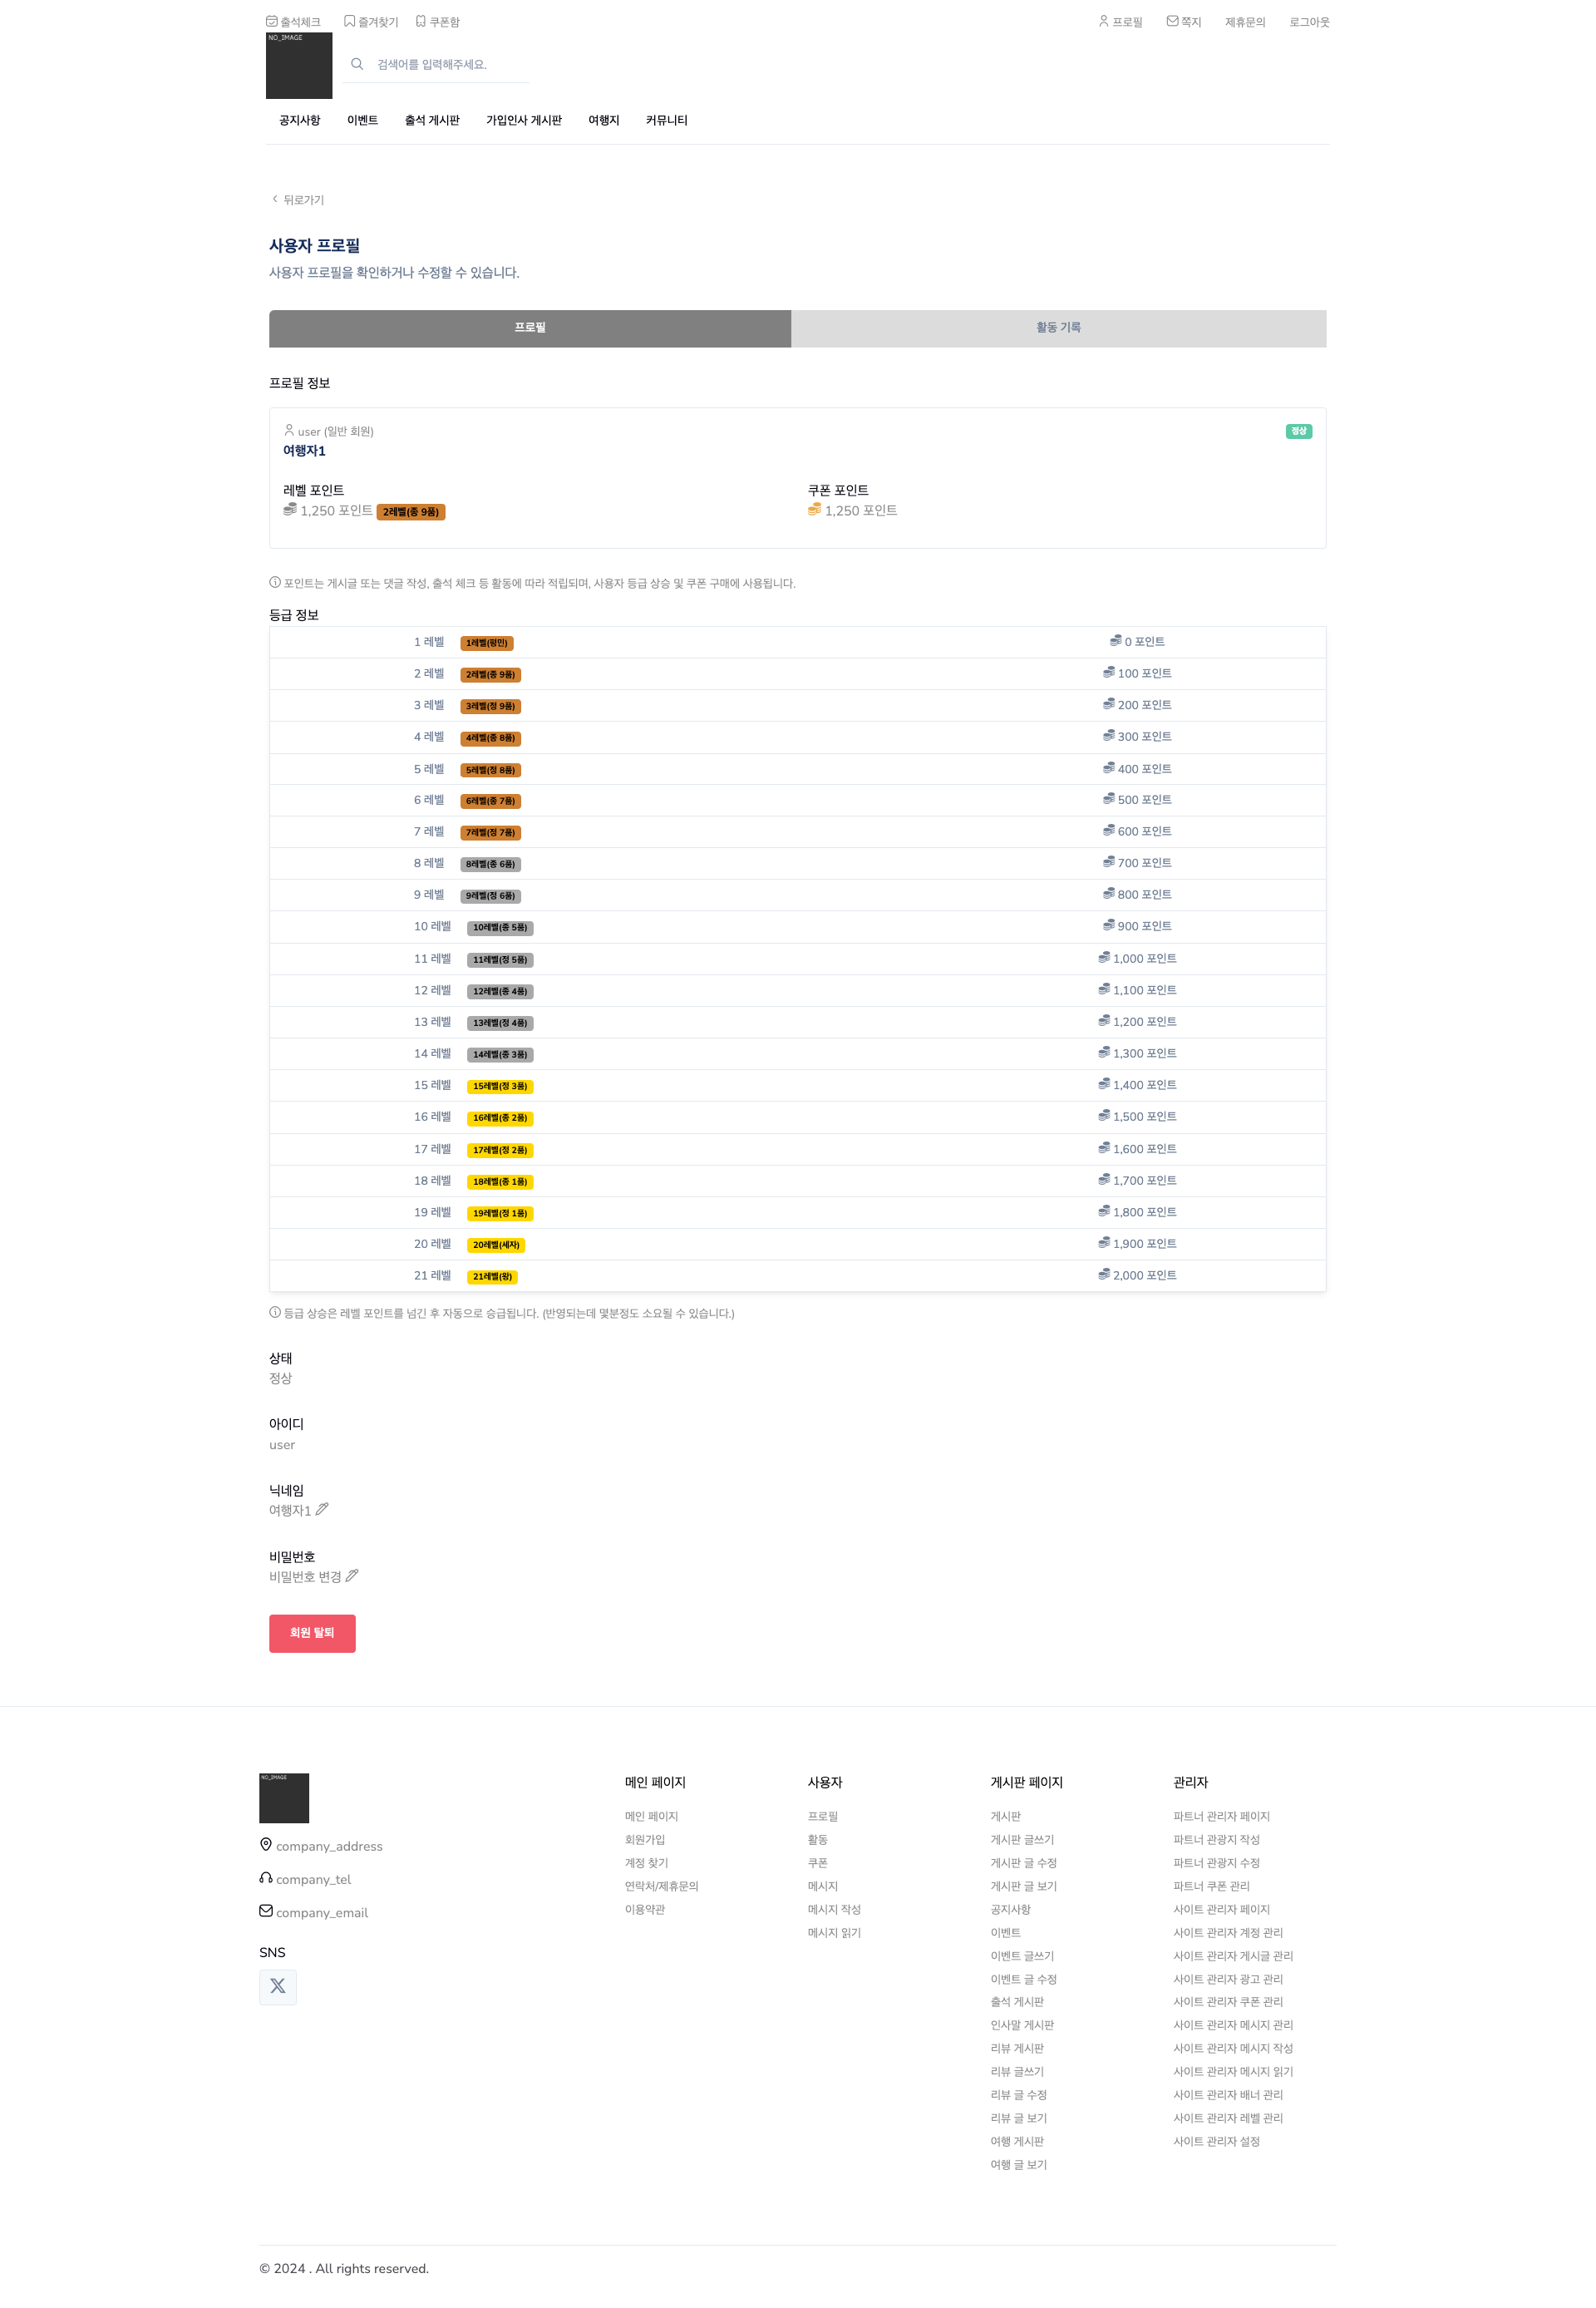 출석체크 즐겨찾기 쿠폰함 프로필 쪽지 제휴문의 로그아웃
NO_IMAGE
검색어를 입력해주세요.
공지사항 이벤트 출석 게시판 가입인사 게시판 여행지 커뮤니티
뒤로가기
사용자 프로필
사용자 프로필을 확인하거나 수정할 수 있습니다.
프로필 활동 기록
프로필 정보
user (일반 회원) 정상
여행자1
레벨 포인트 쿠폰 포인트
1,250 포인트 2레벨(종 9품) 1,250 포인트
포인트는 게시글 또는 댓글 작성, 출석 체크 등 활동에 따라 적립되며, 사용자 등급 상승 및 쿠폰 구매에 사용됩니다.
등급 정보
1 레벨 1레벨(평민) 0 포인트
2 레벨 2레벨(종 9품) 100 포인트
3 레벨 3레벨(정 9품) 200 포인트
4 레벨 4레벨(종 8품) 300 포인트
5 레벨 5레벨(정 8품) 400 포인트
6 레벨 6레벨(종 7품) 500 포인트
7 레벨 7레벨(정 7품) 600 포인트
8 레벨 8레벨(종 6품) 700 포인트
9 레벨 9레벨(정 6품) 800 포인트
10 레벨 10레벨(종 5품) 900 포인트
11 레벨 11레벨(정 5품) 1,000 포인트
12 레벨 12레벨(종 4품) 1,100 포인트
13 레벨 13레벨(정 4품) 1,200 포인트
14 레벨 14레벨(종 3품) 1,300 포인트
15 레벨 15레벨(정 3품) 1,400 포인트
16 레벨 16레벨(종 2품) 1,500 포인트
17 레벨 17레벨(정 2품) 1,600 포인트
18 레벨 18레벨(종 1품) 1,700 포인트
19 레벨 19레벨(정 1품) 1,800 포인트
20 레벨 20레벨(세자) 1,900 포인트
21 레벨 21레벨(왕) 2,000 포인트
등급 상승은 레벨 포인트를 넘긴 후 자동으로 승급됩니다. (반영되는데 몇분정도 소요될 수 있습니다.)
상태
정상
아이디
user
닉네임
여행자1
비밀번호
비밀번호 변경
회원 탈퇴
NO_IMAGE
company_address
company_tel
company_email
SNS
메인 페이지
메인 페이지
회원가입
계정 찾기
연락처/제휴문의
이용약관
사용자
프로필
활동
쿠폰
메시지
메시지 작성
메시지 읽기
게시판 페이지
게시판
게시판 글쓰기
게시판 글 수정
게시판 글 보기
공지사항
이벤트
이벤트 글쓰기
이벤트 글 수정
출석 게시판
인사말 게시판
리뷰 게시판
리뷰 글쓰기
리뷰 글 수정
리뷰 글 보기
여행 게시판
여행 글 보기
관리자
파트너 관리자 페이지
파트너 관광지 작성
파트너 관광지 수정
파트너 쿠폰 관리
사이트 관리자 페이지
사이트 관리자 계정 관리
사이트 관리자 게시글 관리
사이트 관리자 광고 관리
사이트 관리자 쿠폰 관리
사이트 관리자 메시지 관리
사이트 관리자 메시지 작성
사이트 관리자 메시지 읽기
사이트 관리자 배너 관리
사이트 관리자 레벨 관리
사이트 관리자 설정
© 2024 . All rights reserved.